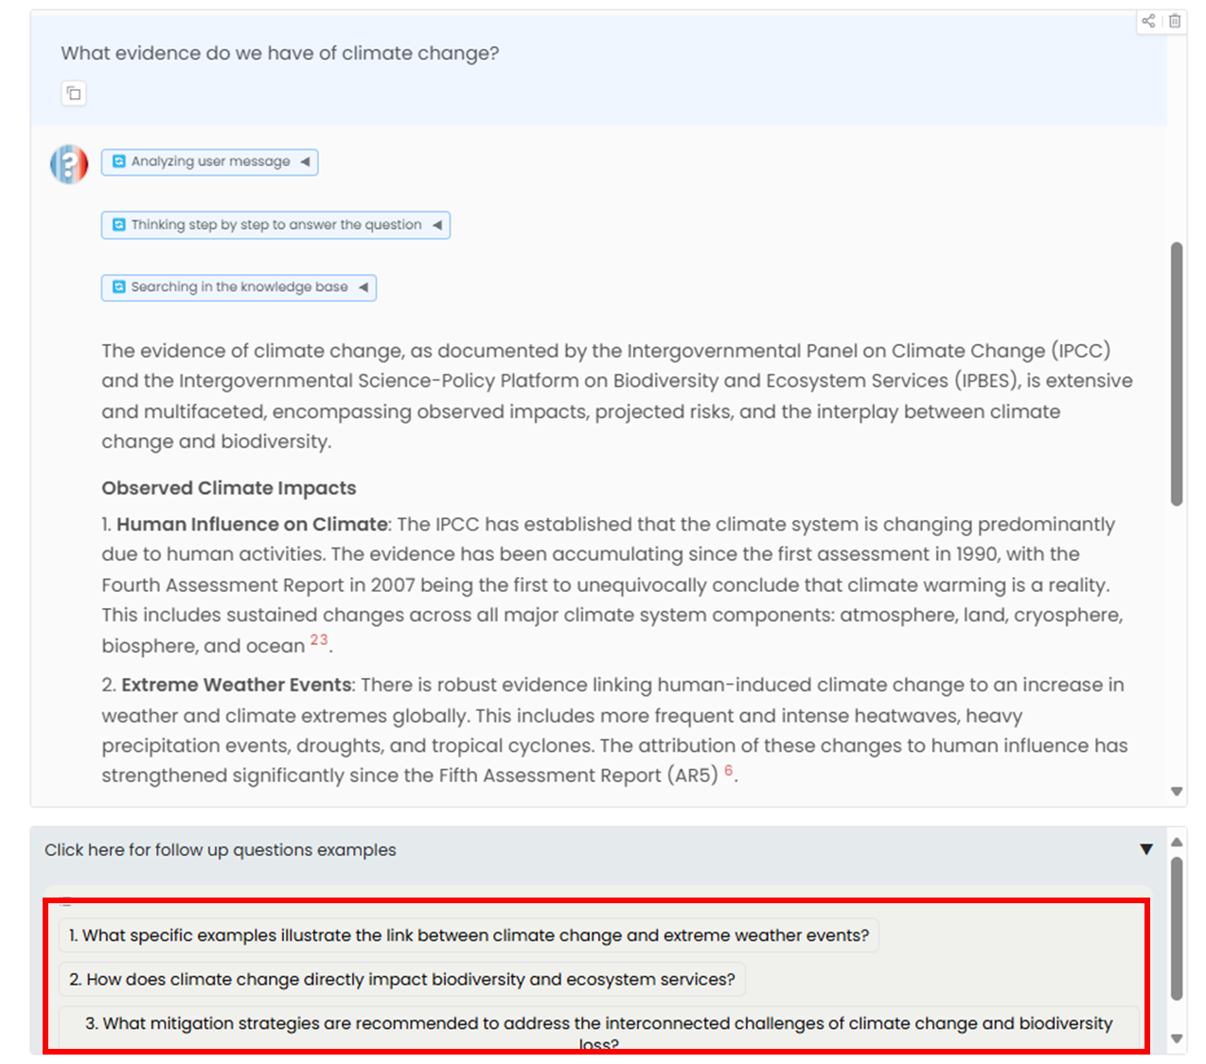 What evidence do we have of climate change?
Analyzing user message
Thinking step by step to answer the question
Searching in the knowledge base
The evidence of climate change, as documented by the Intergovernmental Panel on Climate Change (IPCC)
and the Intergovernmental Science-Policy Platform on Biodiversity and Ecosystem Services (IPBES), is extensive
and multifaceted, encompassing observed impacts, projected risks, and the interplay between climate
change and biodiversity.
Observed Climate Impacts
1. Human Influence on Climate: The IPCC has established that the climate system is changing predominantly
due to human activities. The evidence has been accumulating since the first assessment in 1990, with the
Fourth Assessment Report in 2007 being the first to unequivocally conclude that climate warming is a reality.
This includes sustained changes across all major climate system components: atmosphere, land, cryosphere,
biosphere, and ocean 23.
2. Extreme Weather Events: There is robust evidence linking human-induced climate change to an increase in
weather and climate extremes globally. This includes more frequent and intense heatwaves, heavy
precipitation events, droughts, and tropical cyclones. The attribution of these changes to human influence has
strengthened significantly since the Fifth Assessment Report (AR5) 6.
Click here for follow up questions examples
1. What specific examples illustrate the link between climate change and extreme weather events?
2. How does climate change directly impact biodiversity and ecosystem services?
3. What mitigation strategies are recommended to address the interconnected challenges of climate change and biodiversity
loss?